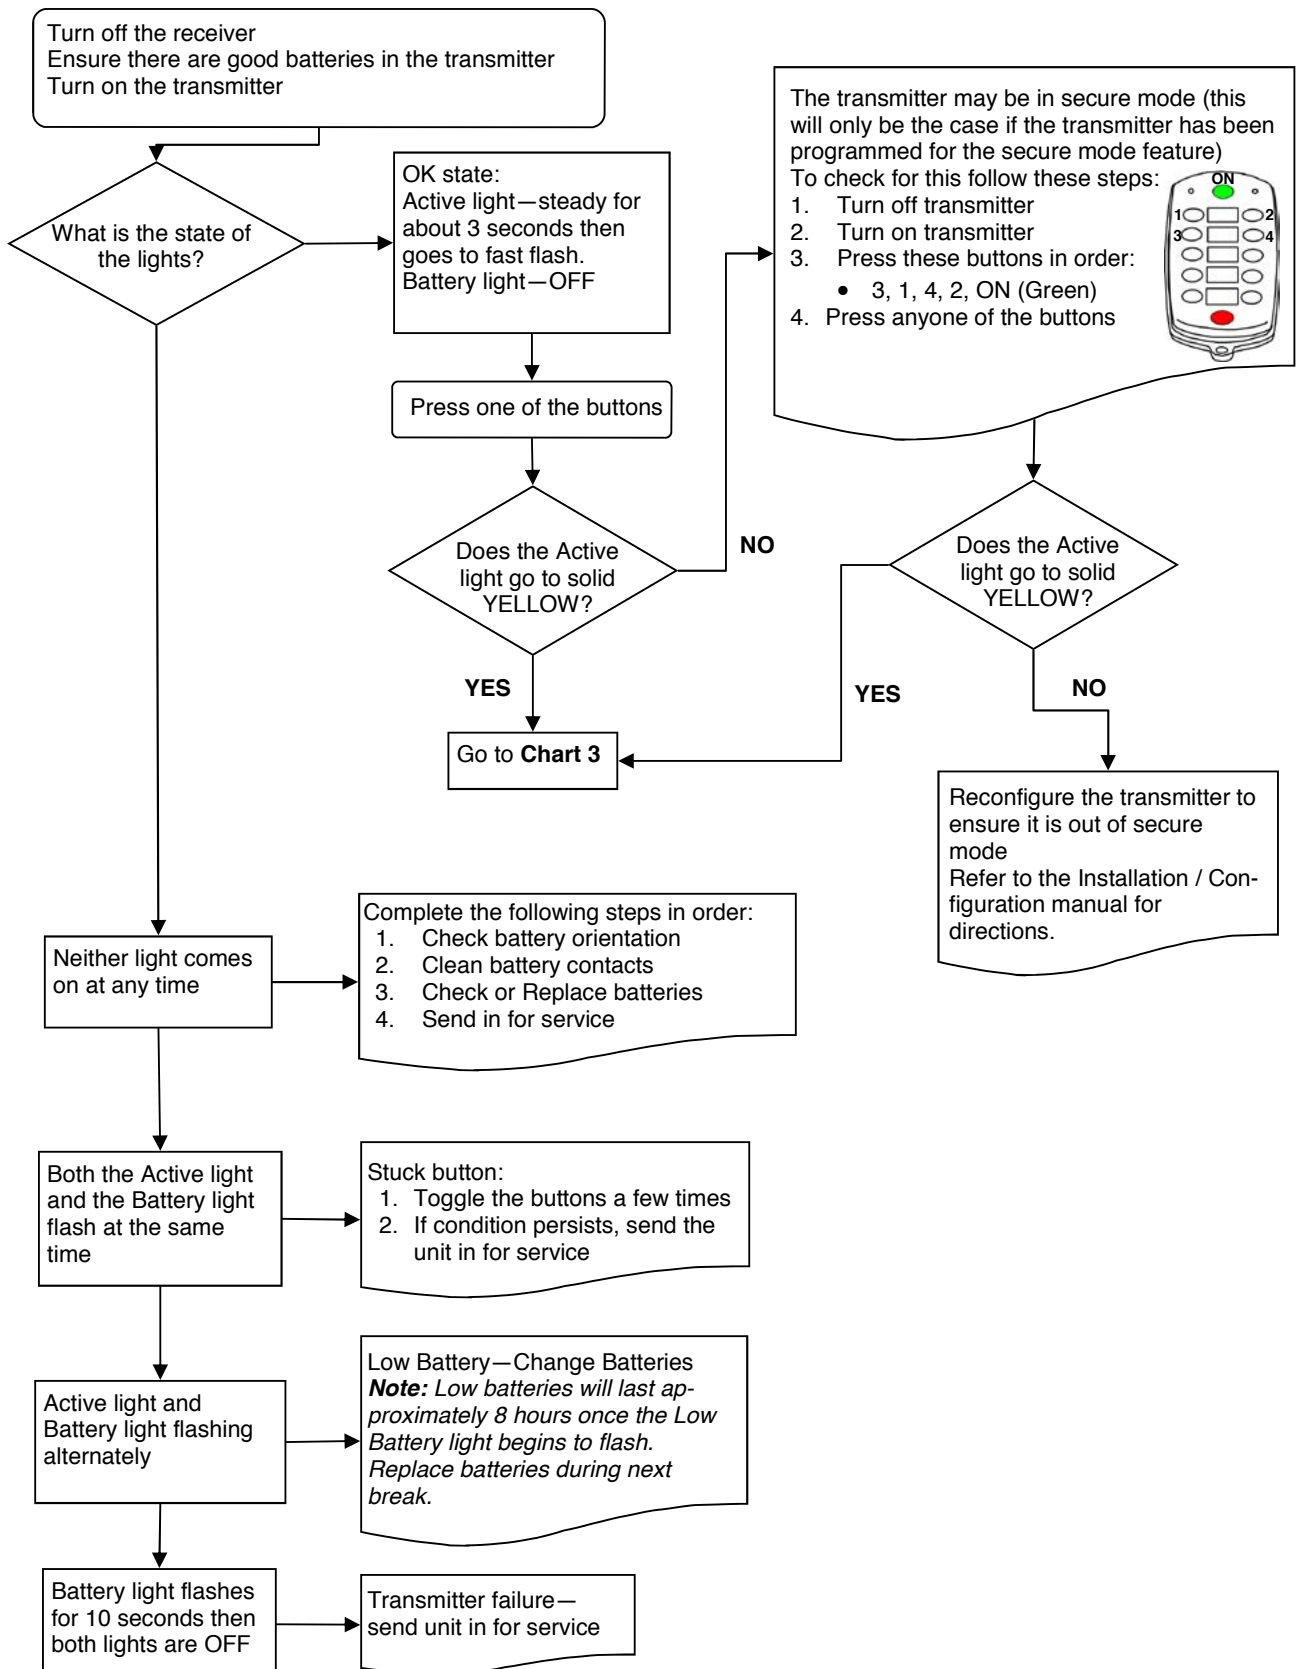 Turn off the receiver
Ensure there are good batteries in the transmitter
Turn on the transmitter
What is the state of
the lights?
OK state:
Active light—steady for
about 3 seconds then
goes to fast flash.
Battery light—OFF
Press one of the buttons
Does the Active
light go to solid
YELLOW?
NO
YES
Go to Chart 3
The transmitter may be in secure mode (this
will only be the case if the transmitter has been
programmed for the secure mode feature)
To check for this follow these steps:
1. Turn off transmitter
2. Turn on transmitter
3. Press these buttons in order:
• 3, 1, 4, 2, ON (Green)
4. Press anyone of the buttons
ON
1 2
3 4
Does the Active
light go to solid
YELLOW?
YES
NO
Reconfigure the transmitter to
ensure it is out of secure
mode
Refer to the Installation / Con-
figuration manual for
directions.
Neither light comes
on at any time
Complete the following steps in order:
1. Check battery orientation
2. Clean battery contacts
3. Check or Replace batteries
4. Send in for service
Both the Active light
and the Battery light
flash at the same
time
Stuck button:
1. Toggle the buttons a few times
2. If condition persists, send the
unit in for service
Active light and
Battery light flashing
alternately
Low Battery—Change Batteries
Note: Low batteries will last ap-
proximately 8 hours once the Low
Battery light begins to flash.
Replace batteries during next
break.
Battery light flashes
for 10 seconds then
both lights are OFF
Transmitter failure—
send unit in for service